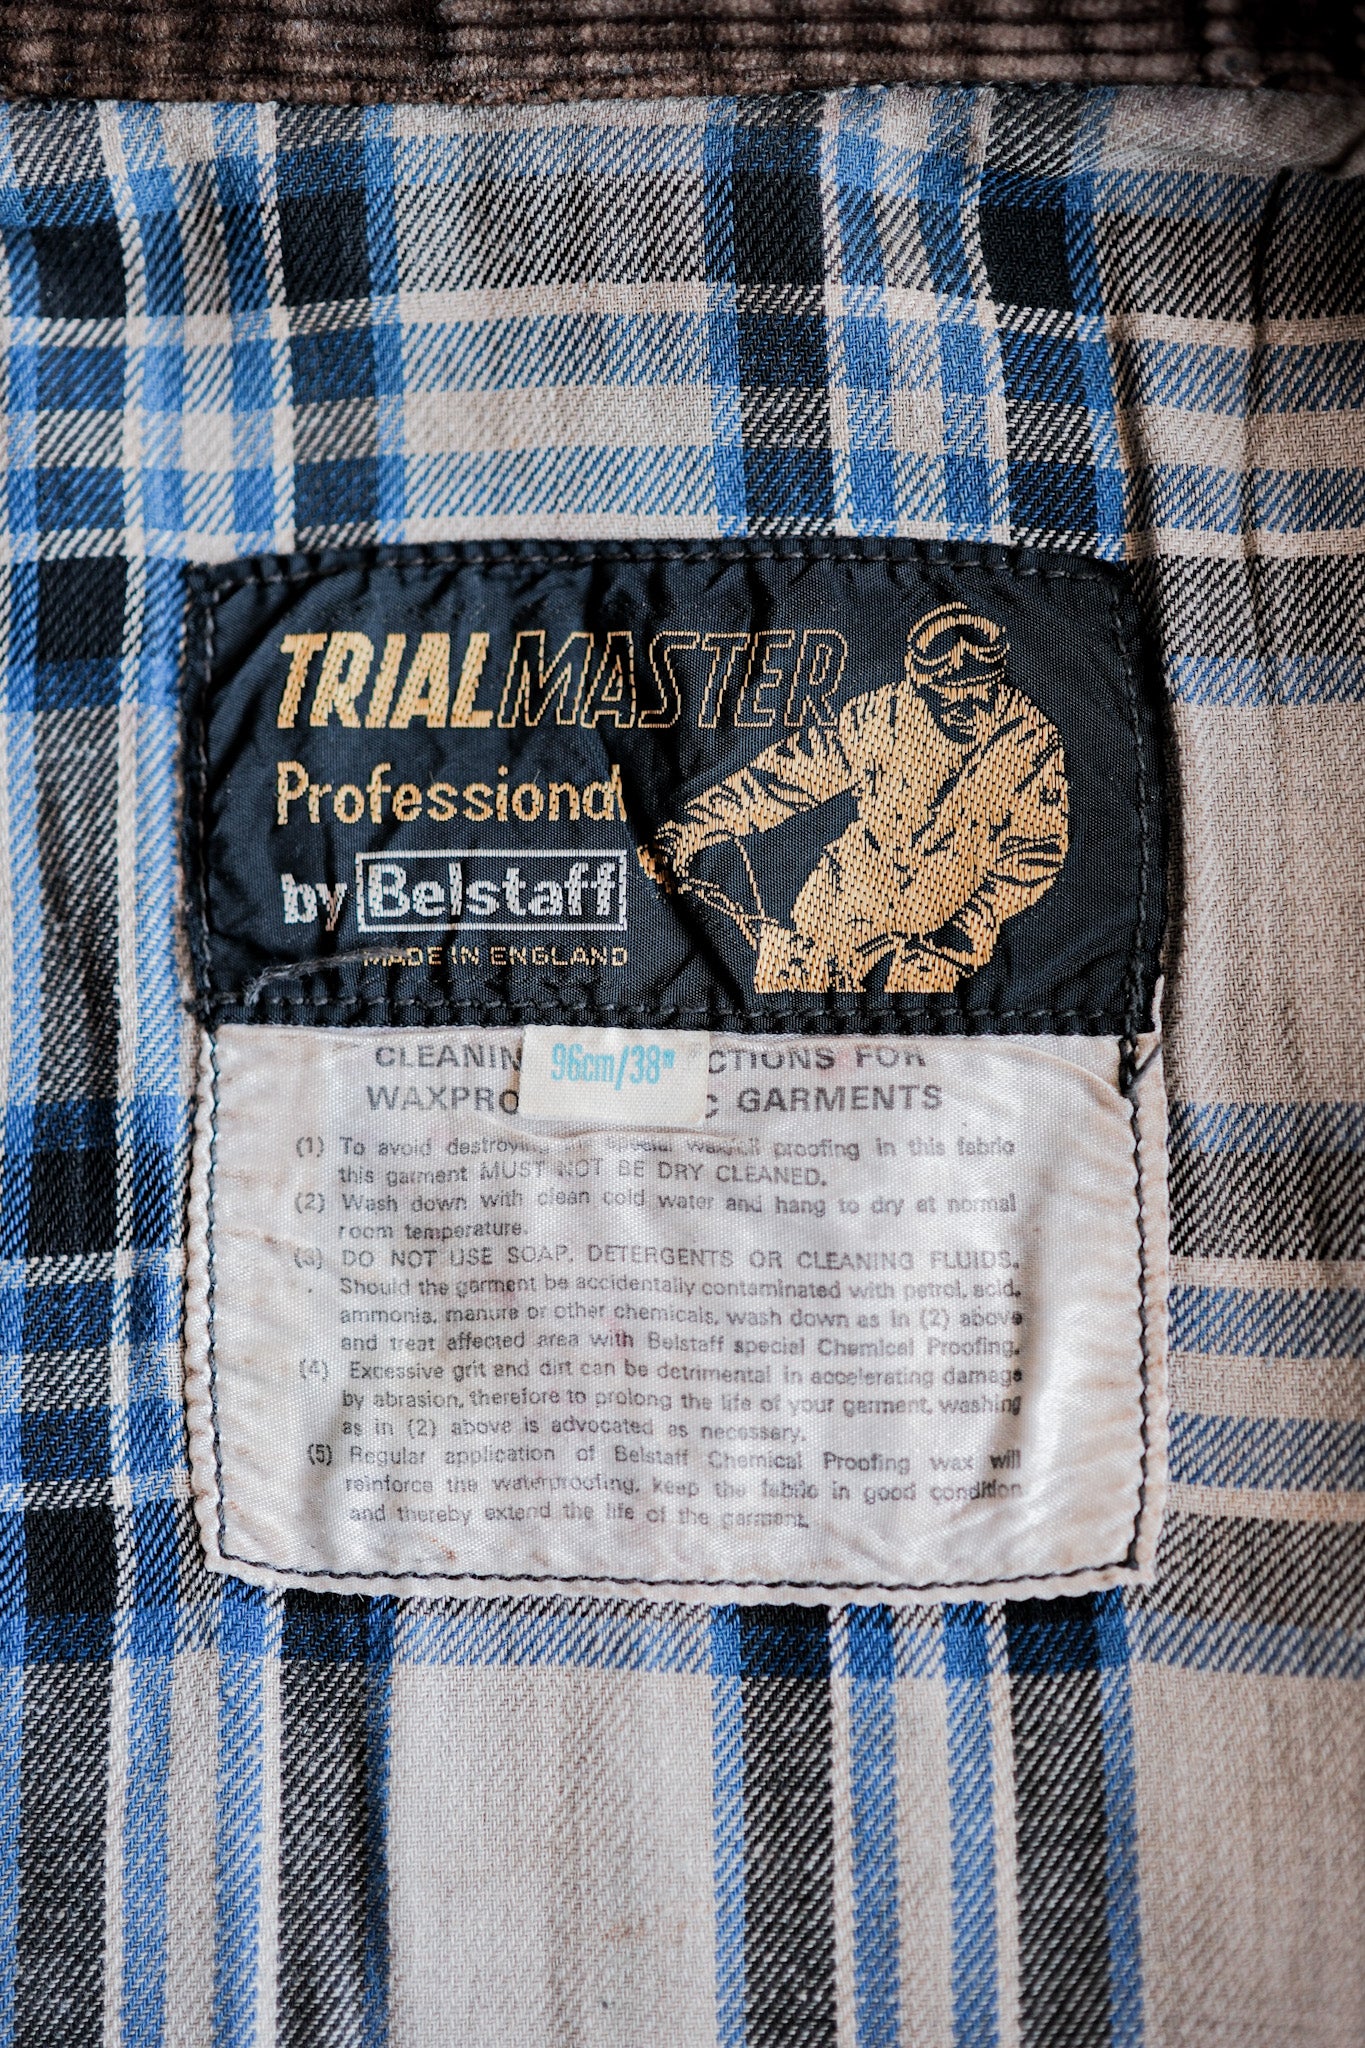 TRIALMASTER
Professional
by Belstaff
MADE IN ENGLAND
96cm/38"
CLEANIN CTIONS FOR
WAXPRO C GARMENTS
(1) To avoid destroying special wax/oil proofing in this fabric
this garment MUST NOT BE DRY CLEANED.
(2) Wash down with clean cold water and hang to dry at normal
room temperature.
(3) DO NOT USE SOAP, DETERGENTS OR CLEANING FLUIDS.
Should the garment be accidentally contaminated with petrol, acid,
ammonia, manure or other chemicals, wash down as in (2) above
and treat affected area with Belstaff special Chemical Proofing.
(4) Excessive grit and dirt can be detrimental in accelerating damage
by abrasion, therefore to prolong the life of your garment, washing
as in (2) above is advocated as necessary.
(5) Regular application of Belstaff Chemical Proofing wax will
reinforce the waterproofing, keep the fabric in good condition
and thereby extend the life of the garment.